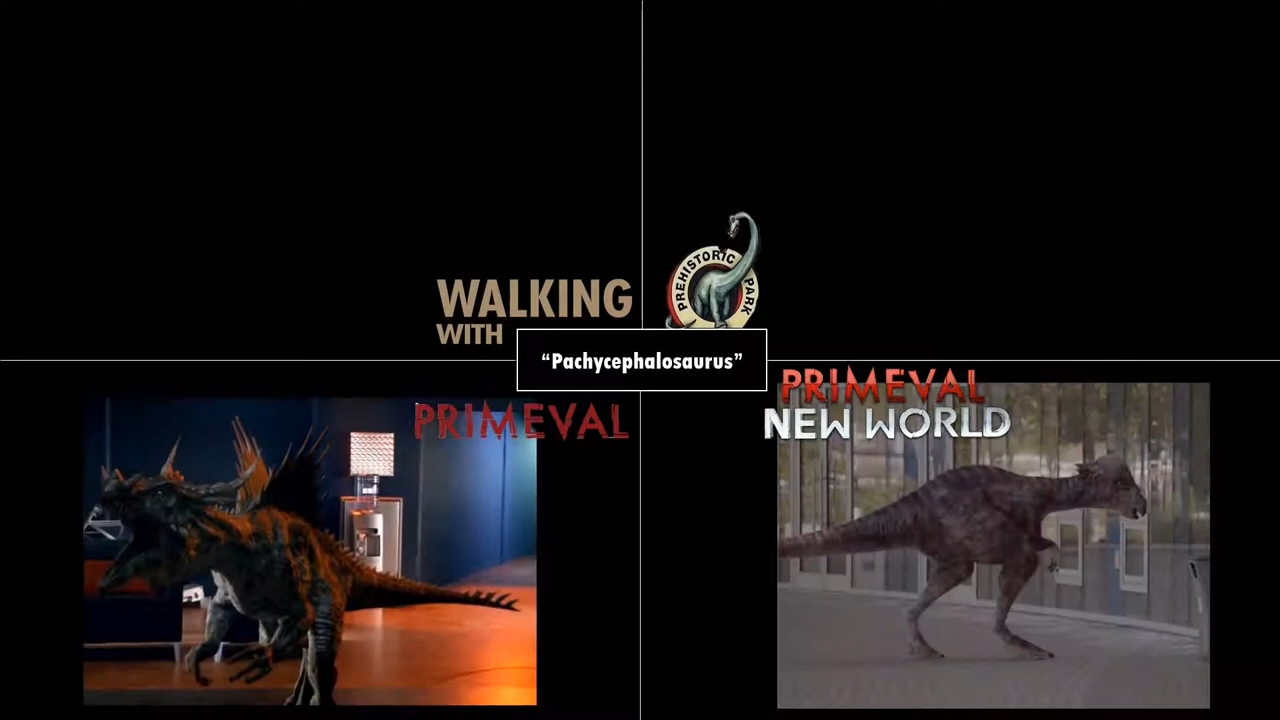 PREHISTORIC PARK
WALKING
WITH
“Pachycephalosaurus”
PRIMEVAL
NEW WORLD
PRIMEVAL